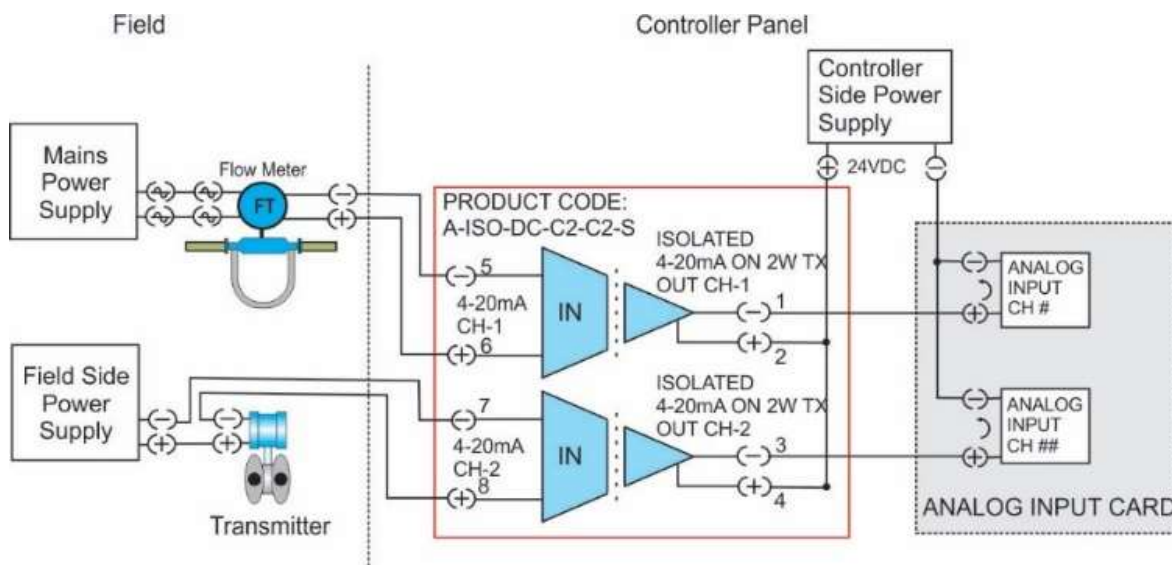 Field
Controller Panel
Controller
Side Power
Supply
+ 24VDC −
Mains
Power
Supply
Flow Meter
FT
−
+
PRODUCT CODE:
A-ISO-DC-C2-C2-S
− 5
4-20mA
CH-1
+ 6
IN
ISOLATED
4-20mA ON 2W TX
OUT CH-1
− 1
+ 2
− ANALOG
INPUT
+ CH #
Field Side
Power
Supply
−
+
−
+
Transmitter
− 7
4-20mA
CH-2
+ 8
IN
ISOLATED
4-20mA ON 2W TX
OUT CH-2
− 3
+ 4
− ANALOG
INPUT
+ CH ##
ANALOG INPUT CARD